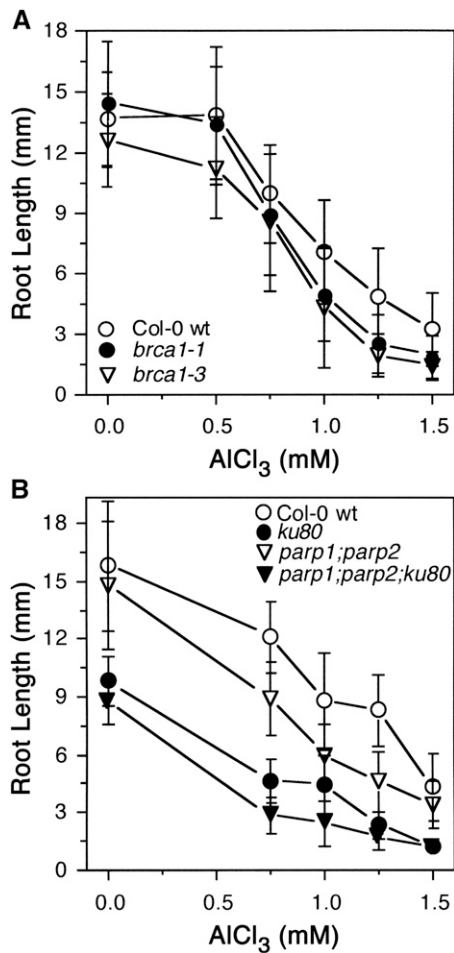 A
18
15
12
9
6
3
0
Root Length (mm)
Col-0 wt
brca1-1
brca1-3
0.0 0.5 1.0 1.5
AlCl₃ (mM)
B
18
15
12
9
6
3
0
Root Length (mm)
Col-0 wt
ku80
parp1;parp2
parp1;parp2;ku80
0.0 0.5 1.0 1.5
AlCl₃ (mM)